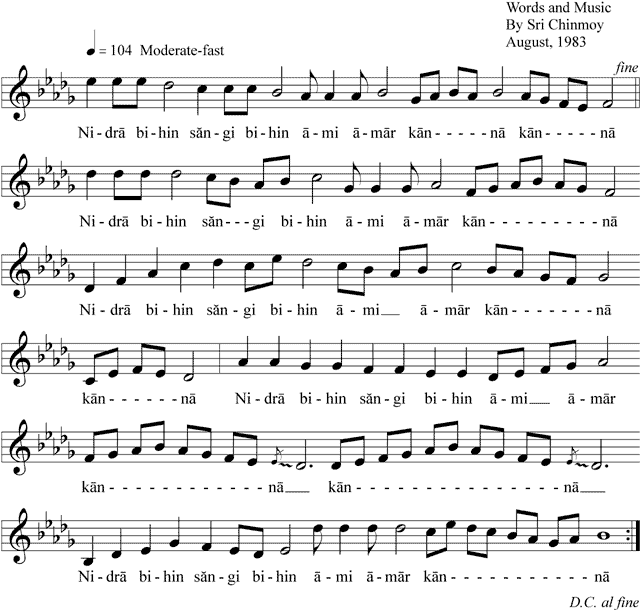 Words and Music
By Sri Chinmoy
August, 1983
= 104 Moderate-fast
fine
Ni-drā bi-hin săn-gi bi-hin ā-mi ā-mār kān-----nā kān-----nā
Ni-drā bi-hin săn---gi bi-hin ā-mi ā-mār kān--------nā
Ni-drā bi-hin săn-gi bi-hin ā-mi__ ā-mār kān-------nā
kān-----nā Ni-drā bi-hin săn-gi bi-hin ā-mi__ ā-mār
kān---------nā__ kān---------nā__
Ni-drā bi-hin săn-gi bi-hin ā-mi ā-mār kān---------nā
D.C. al fine